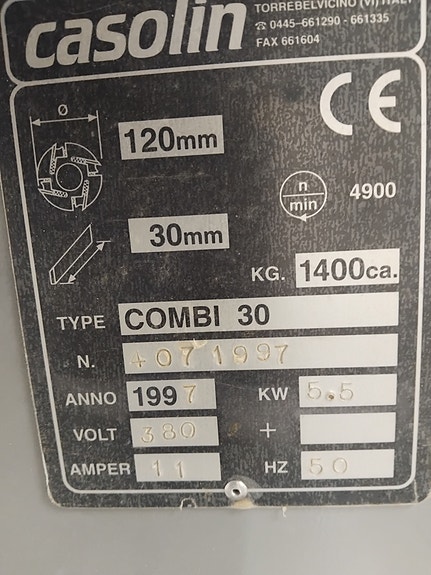 casolin
TORREBELVICINO (VI) ITALY
☎ 0445-661290 - 661335
FAX 661604
CE
Ø
120mm
n
min
4900
30mm
KG. 1400ca.
TYPE COMBI 30
N. +071997
ANNO 1997 KW 5.5
VOLT 380 +
AMPER 11 HZ 50